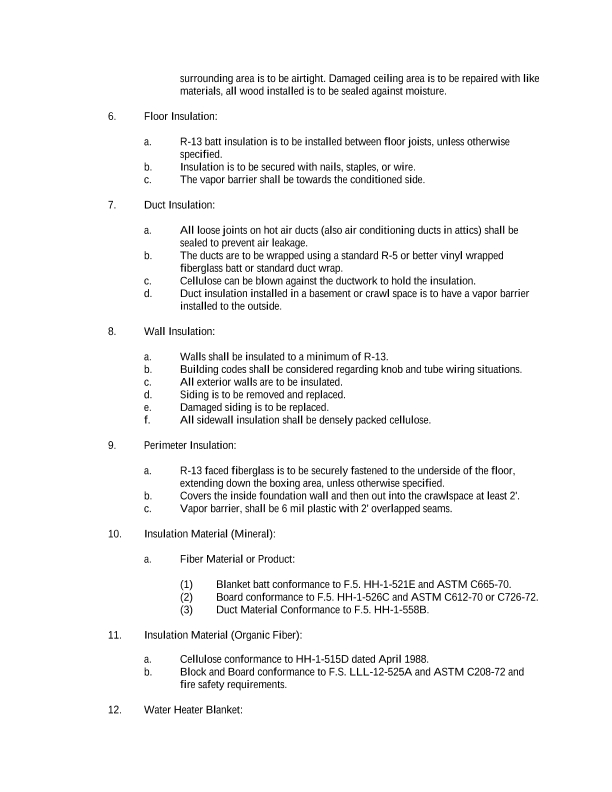 surrounding area is to be airtight. Damaged ceiling area is to be repaired with like
materials, all wood installed is to be sealed against moisture.
6. Floor Insulation:
a. R-13 batt insulation is to be installed between floor joists, unless otherwise
specified.
b. Insulation is to be secured with nails, staples, or wire.
c. The vapor barrier shall be towards the conditioned side.
7. Duct Insulation:
a. All loose joints on hot air ducts (also air conditioning ducts in attics) shall be
sealed to prevent air leakage.
b. The ducts are to be wrapped using a standard R-5 or better vinyl wrapped
fiberglass batt or standard duct wrap.
c. Cellulose can be blown against the ductwork to hold the insulation.
d. Duct insulation installed in a basement or crawl space is to have a vapor barrier
installed to the outside.
8. Wall Insulation:
a. Walls shall be insulated to a minimum of R-13.
b. Building codes shall be considered regarding knob and tube wiring situations.
c. All exterior walls are to be insulated.
d. Siding is to be removed and replaced.
e. Damaged siding is to be replaced.
f. All sidewall insulation shall be densely packed cellulose.
9. Perimeter Insulation:
a. R-13 faced fiberglass is to be securely fastened to the underside of the floor,
extending down the boxing area, unless otherwise specified.
b. Covers the inside foundation wall and then out into the crawlspace at least 2'.
c. Vapor barrier, shall be 6 mil plastic with 2' overlapped seams.
10. Insulation Material (Mineral):
a. Fiber Material or Product:
(1) Blanket batt conformance to F.5. HH-1-521E and ASTM C665-70.
(2) Board conformance to F.5. HH-1-526C and ASTM C612-70 or C726-72.
(3) Duct Material Conformance to F.5. HH-1-558B.
11. Insulation Material (Organic Fiber):
a. Cellulose conformance to HH-1-515D dated April 1988.
b. Block and Board conformance to F.S. LLL-12-525A and ASTM C208-72 and
fire safety requirements.
12. Water Heater Blanket: